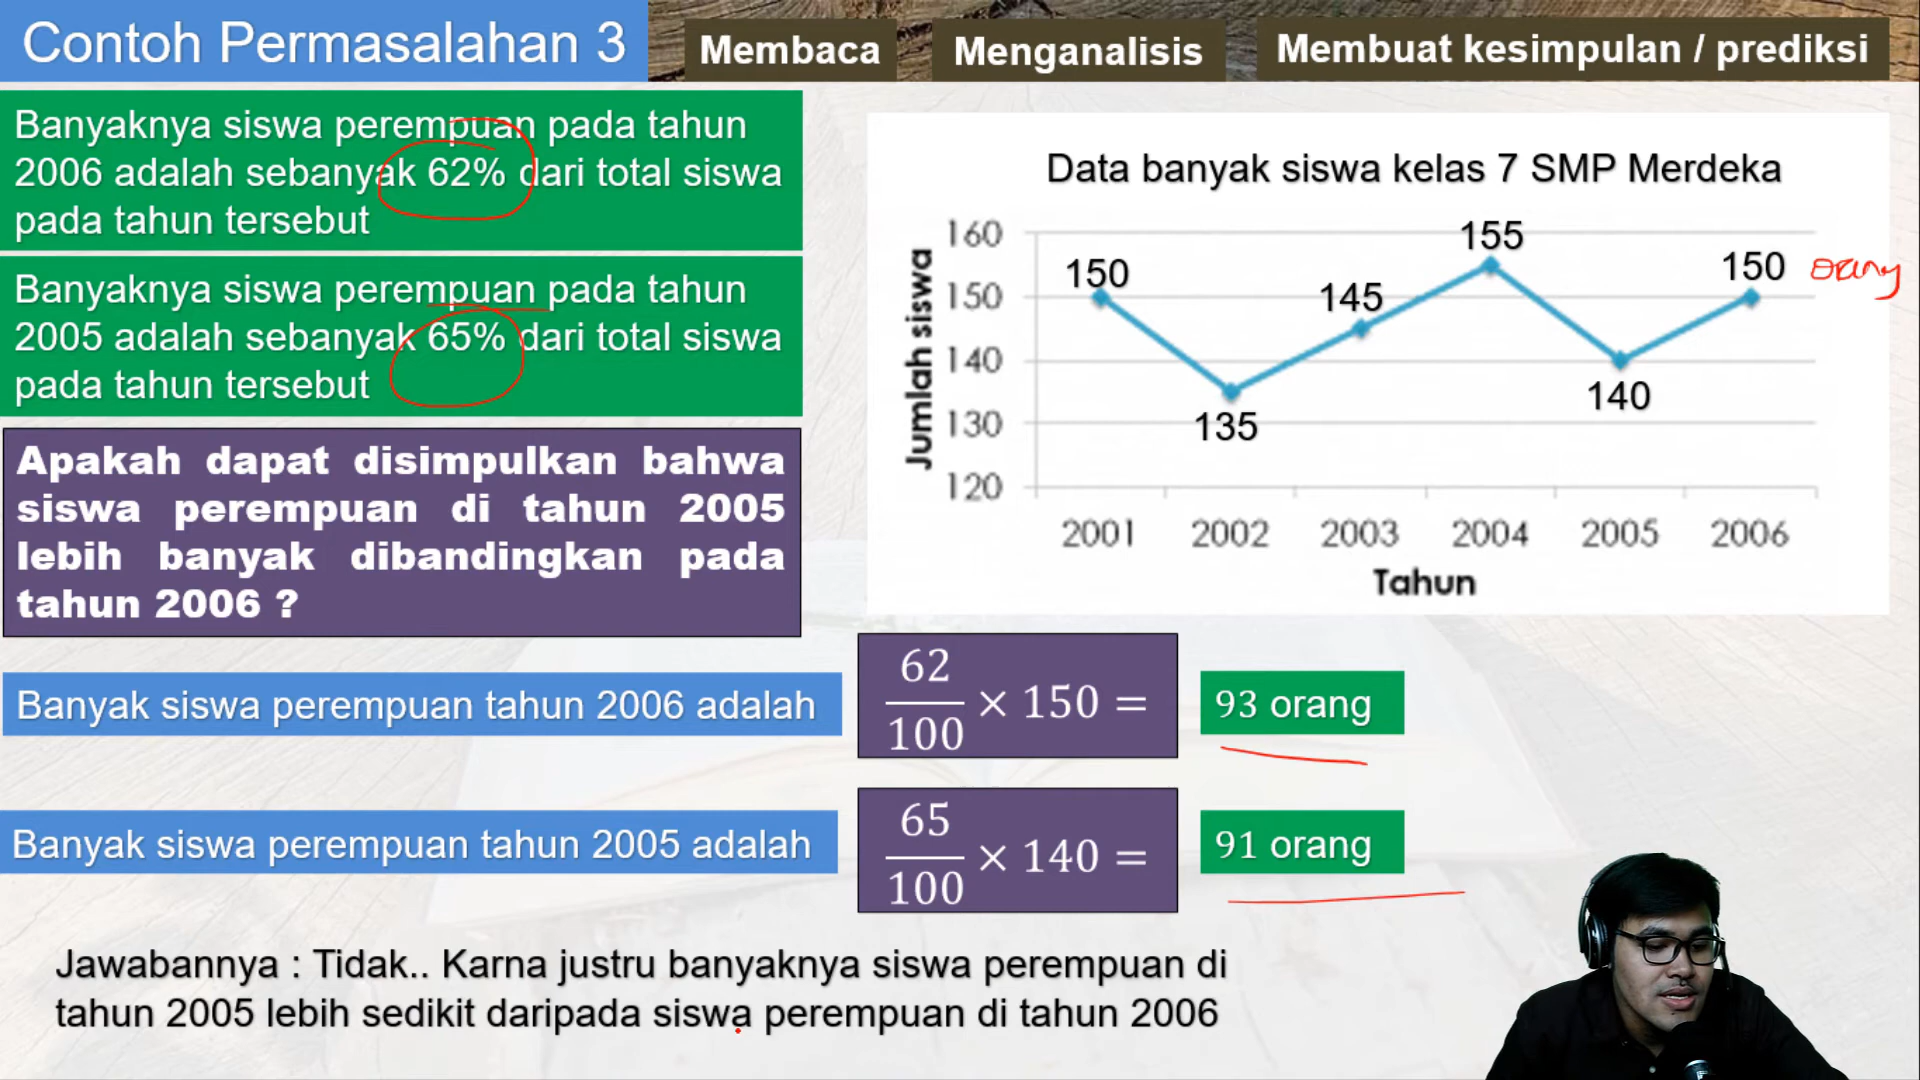 Contoh Permasalahan 3
Membaca
Menganalisis
Membuat kesimpulan / prediksi
Banyaknya siswa perempuan pada tahun
2006 adalah sebanyak 62% dari total siswa
pada tahun tersebut
Banyaknya siswa perempuan pada tahun
2005 adalah sebanyak 65% dari total siswa
pada tahun tersebut
Apakah dapat disimpulkan bahwa
siswa perempuan di tahun 2005
lebih banyak dibandingkan pada
tahun 2006 ?
Data banyak siswa kelas 7 SMP Merdeka
Jumlah siswa
160
150
140
130
120
150
135
145
155
140
150
orang
2001 2002 2003 2004 2005 2006
Tahun
Banyak siswa perempuan tahun 2006 adalah
62
100
× 150 =
93 orang
Banyak siswa perempuan tahun 2005 adalah
65
100
× 140 =
91 orang
Jawabannya : Tidak.. Karna justru banyaknya siswa perempuan di
tahun 2005 lebih sedikit daripada siswa perempuan di tahun 2006